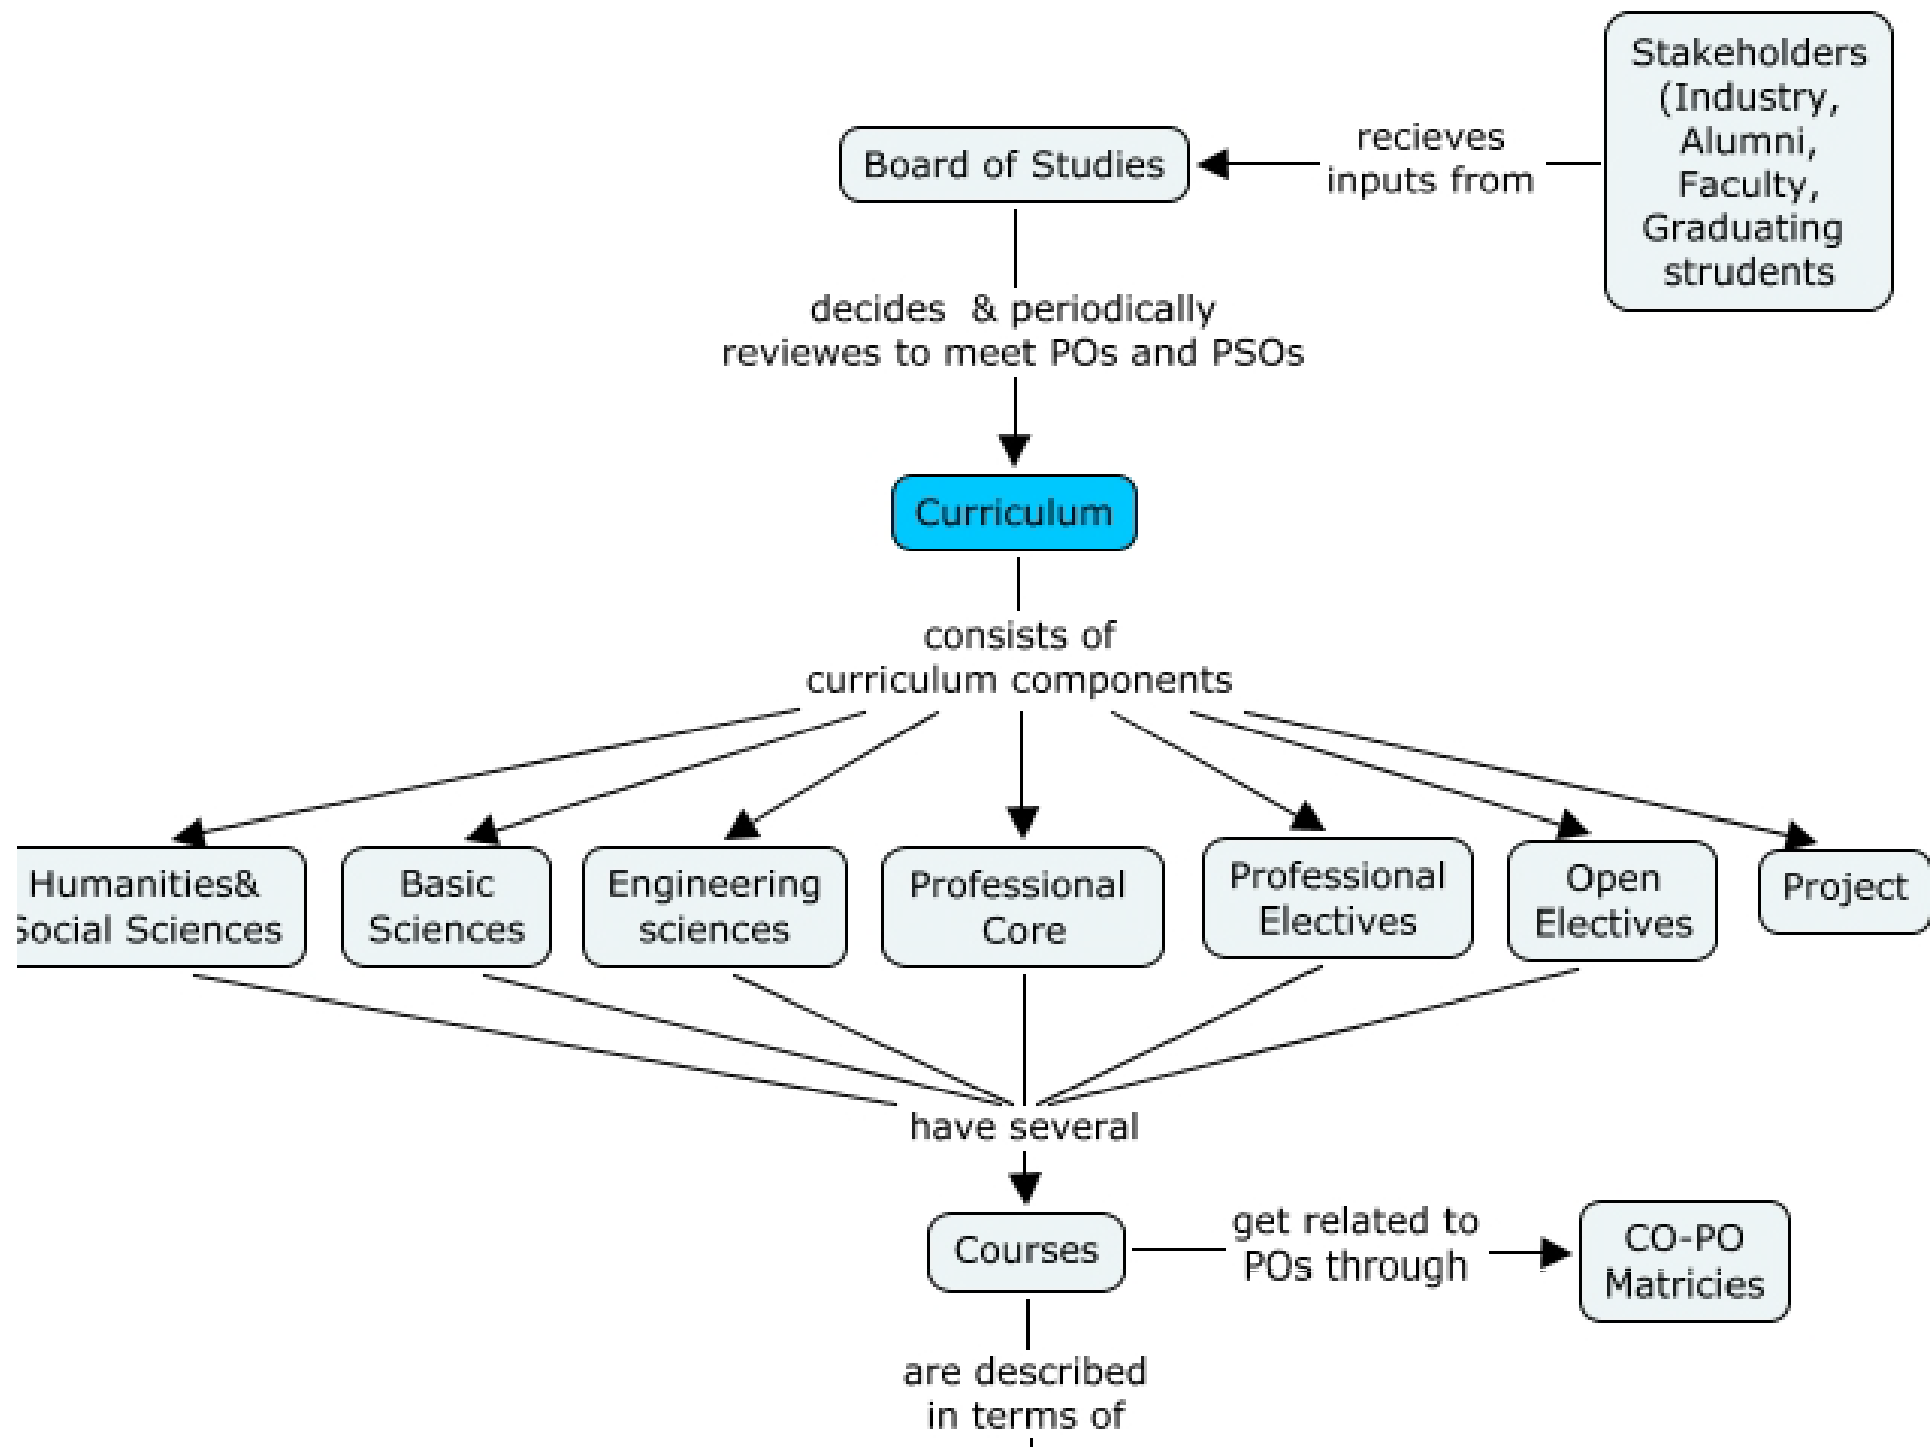 Stakeholders
(Industry,
Alumni,
Faculty,
Graduating
strudents
Board of Studies
recieves
inputs from
decides & periodically
reviewes to meet POs and PSOs
Curriculum
consists of
curriculum components
Humanities&
Social Sciences
Basic
Sciences
Engineering
sciences
Professional
Core
Professional
Electives
Open
Electives
Project
have several
Courses
get related to
POs through
CO-PO
Matricies
are described
in terms of